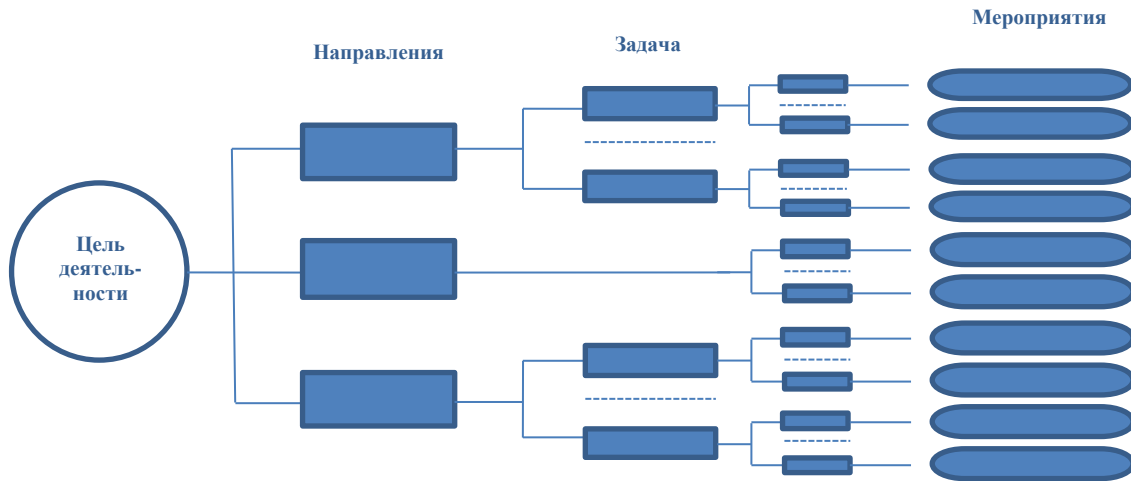 Мероприятия
Направления
Задача
Цель
деятель-
ности